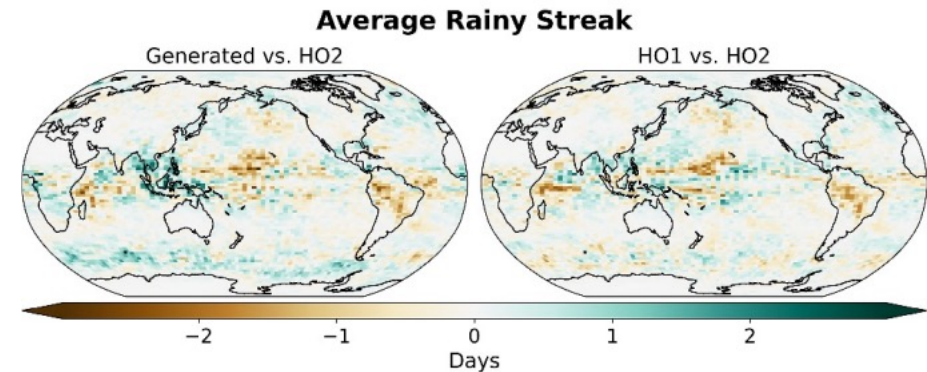 Average Rainy Streak
Generated vs. HO2
HO1 vs. HO2
−2 −1 0 1 2
Days